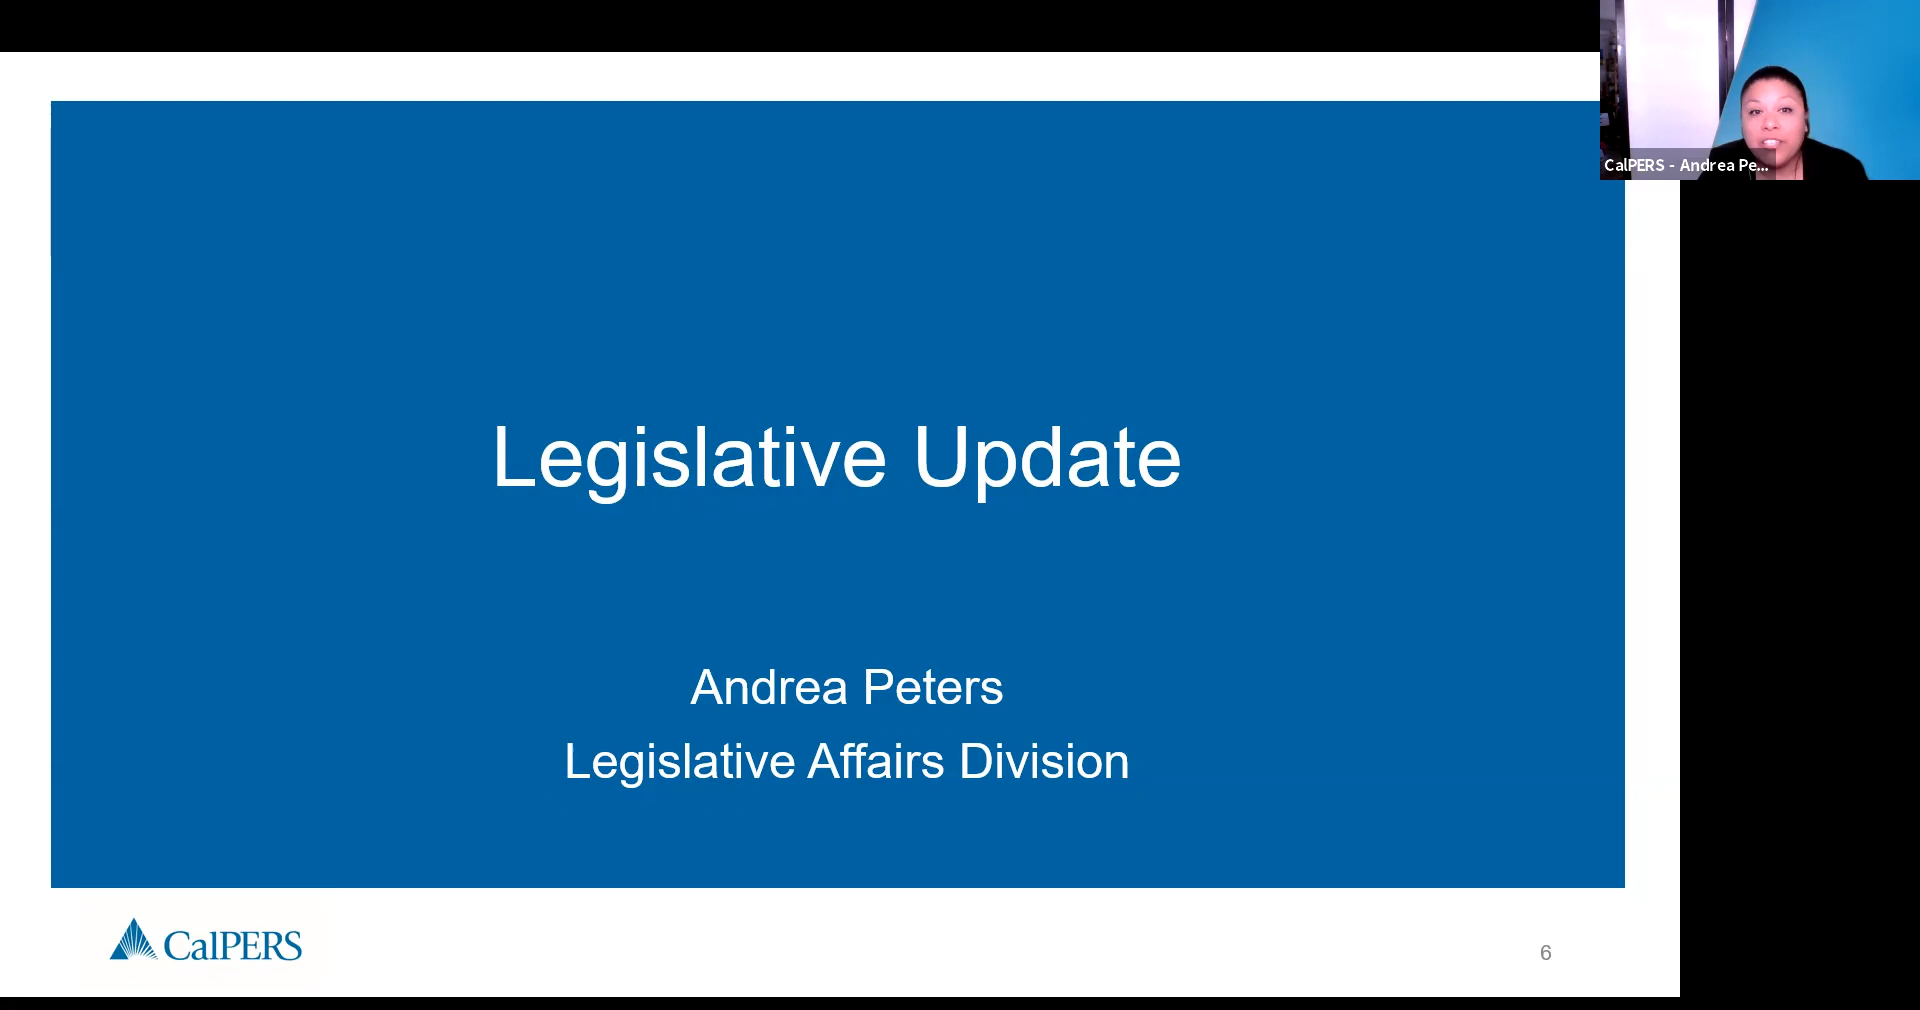 CalPERS - Andrea Pe...
Legislative Update
Andrea Peters
Legislative Affairs Division
CalPERS
6